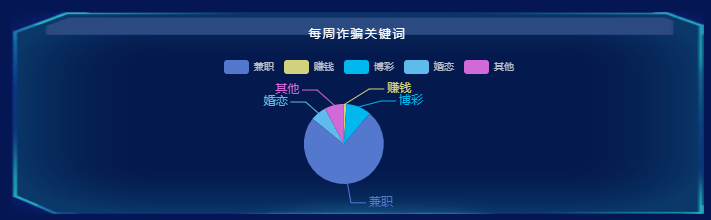 每周诈骗关键词
兼职 赚钱 博彩 婚恋 其他
其他 赚钱
婚恋 博彩
兼职